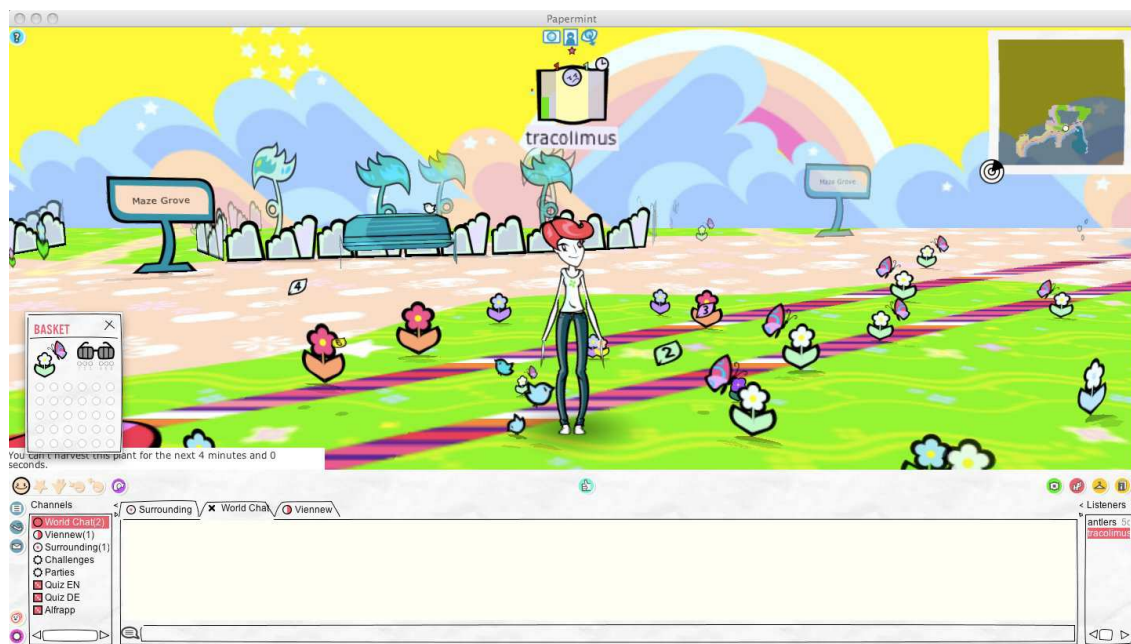 Papermint
?
tracolimus
Maze Grove
Maze Grove
4
3
2
BASKET
You can't harvest this plant for the next 4 minutes and 0
seconds.
Channels
World Chat(2)
Viennew(1)
Surrounding(1)
Challenges
Parties
Quiz EN
Quiz DE
Alfrapp
Surrounding
World Chat
Viennew
Listeners
antlers
tracolimus